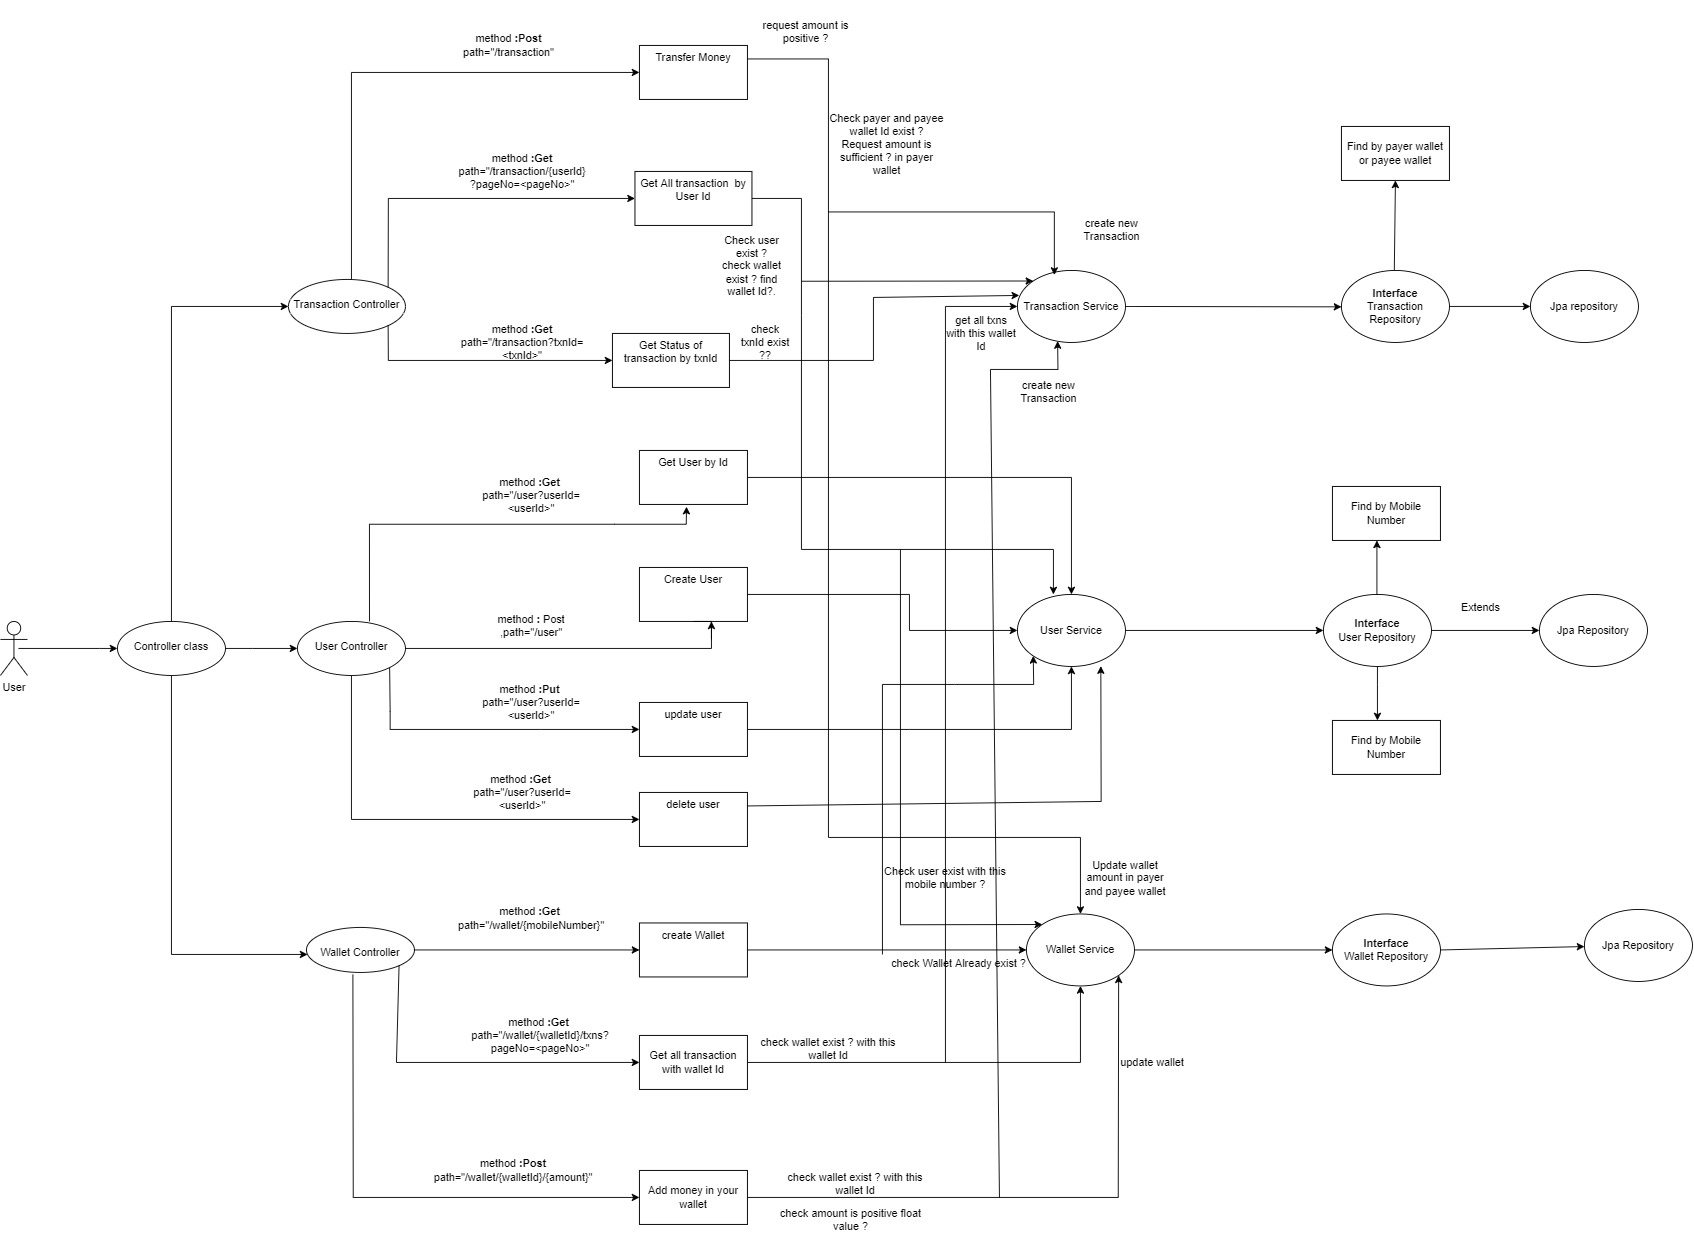 request amount is
positive ?
method :Post
path="/transaction"
Transfer Money
Check payer and payee
wallet Id exist ?
Request amount is
sufficient ? in payer
wallet
Find by payer wallet
or payee wallet
method :Get
path="/transaction/{userId}
?pageNo=<pageNo>"
Get All transaction by
User Id
create new
Transaction
Check user
exist ?
check wallet
exist ? find
wallet Id?.
Transaction Controller
Transaction Service
Interface
Transaction
Repository
Jpa repository
method :Get
path="/transaction?txnId=
<txnId>"
Get Status of
transaction by txnId
check
txnId exist
??
get all txns
with this wallet
Id
create new
Transaction
Get User by Id
method :Get
path="/user?userId=
<userId>"
Find by Mobile
Number
Create User
method : Post
,path="/user"
User
Controller class
User Controller
User Service
Interface
User Repository
Extends
Jpa Repository
method :Put
path="/user?userId=
<userId>"
update user
Find by Mobile
Number
method :Get
path="/user?userId=
<userId>"
delete user
Check user exist with this
mobile number ?
Update wallet
amount in payer
and payee wallet
method :Get
path="/wallet/{mobileNumber}"
create Wallet
Wallet Controller
check Wallet Already exist ?
Wallet Service
Interface
Wallet Repository
Jpa Repository
method :Get
path="/wallet/{walletId}/txns?
pageNo=<pageNo>"
Get all transaction
with wallet Id
check wallet exist ? with this
wallet Id
update wallet
method :Post
path="/wallet/{walletId}/{amount}"
Add money in your
wallet
check wallet exist ? with this
wallet Id
check amount is positive float
value ?